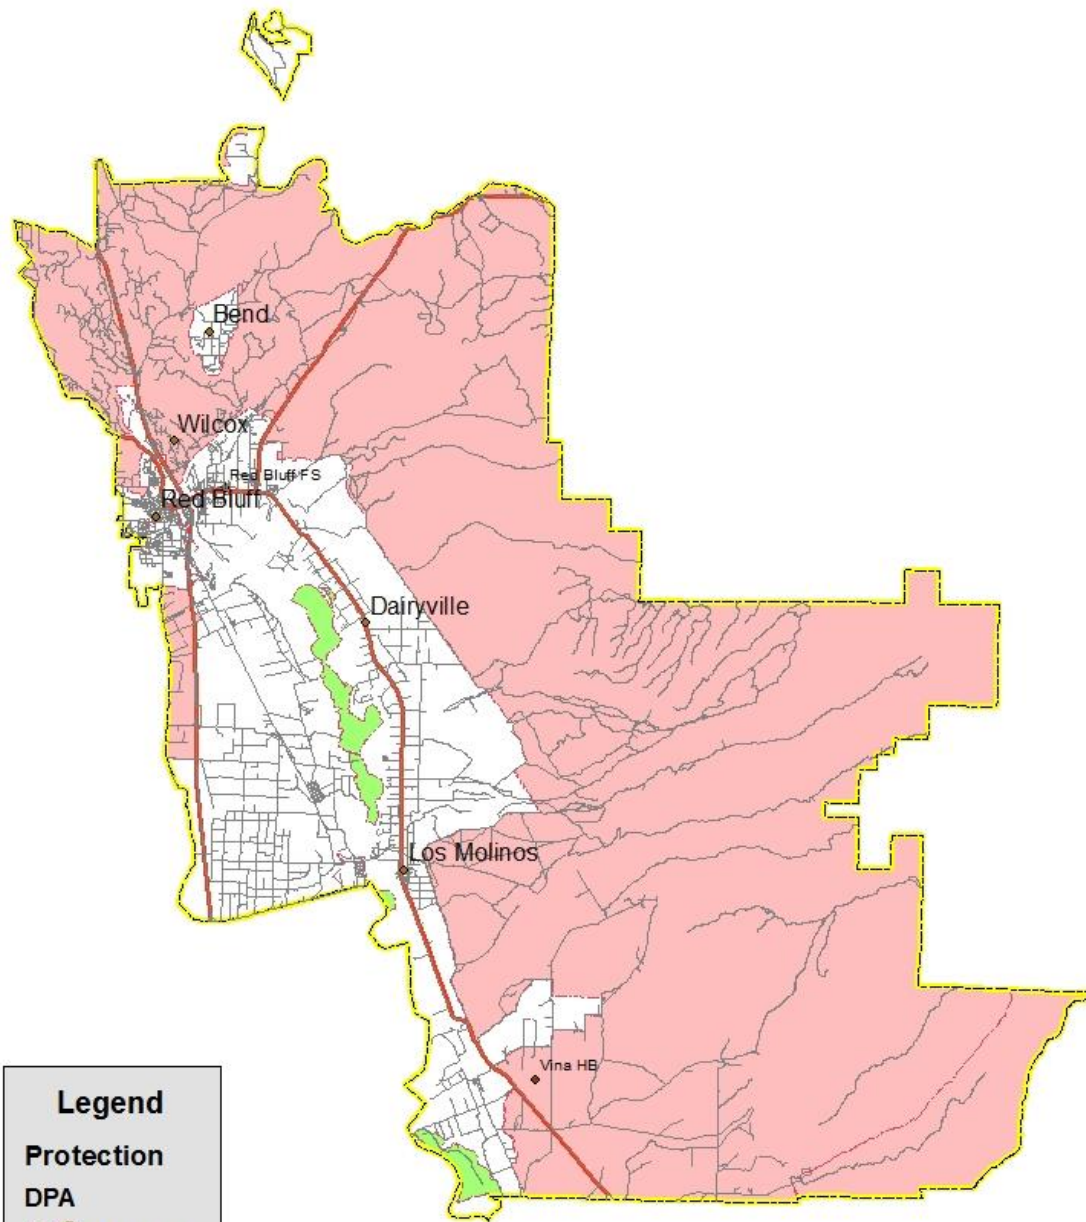 Bend
Wilcox
Red Bluff FS
Red Bluff
Dairyville
Los Molinos
Vina HB
Legend
Protection
DPA